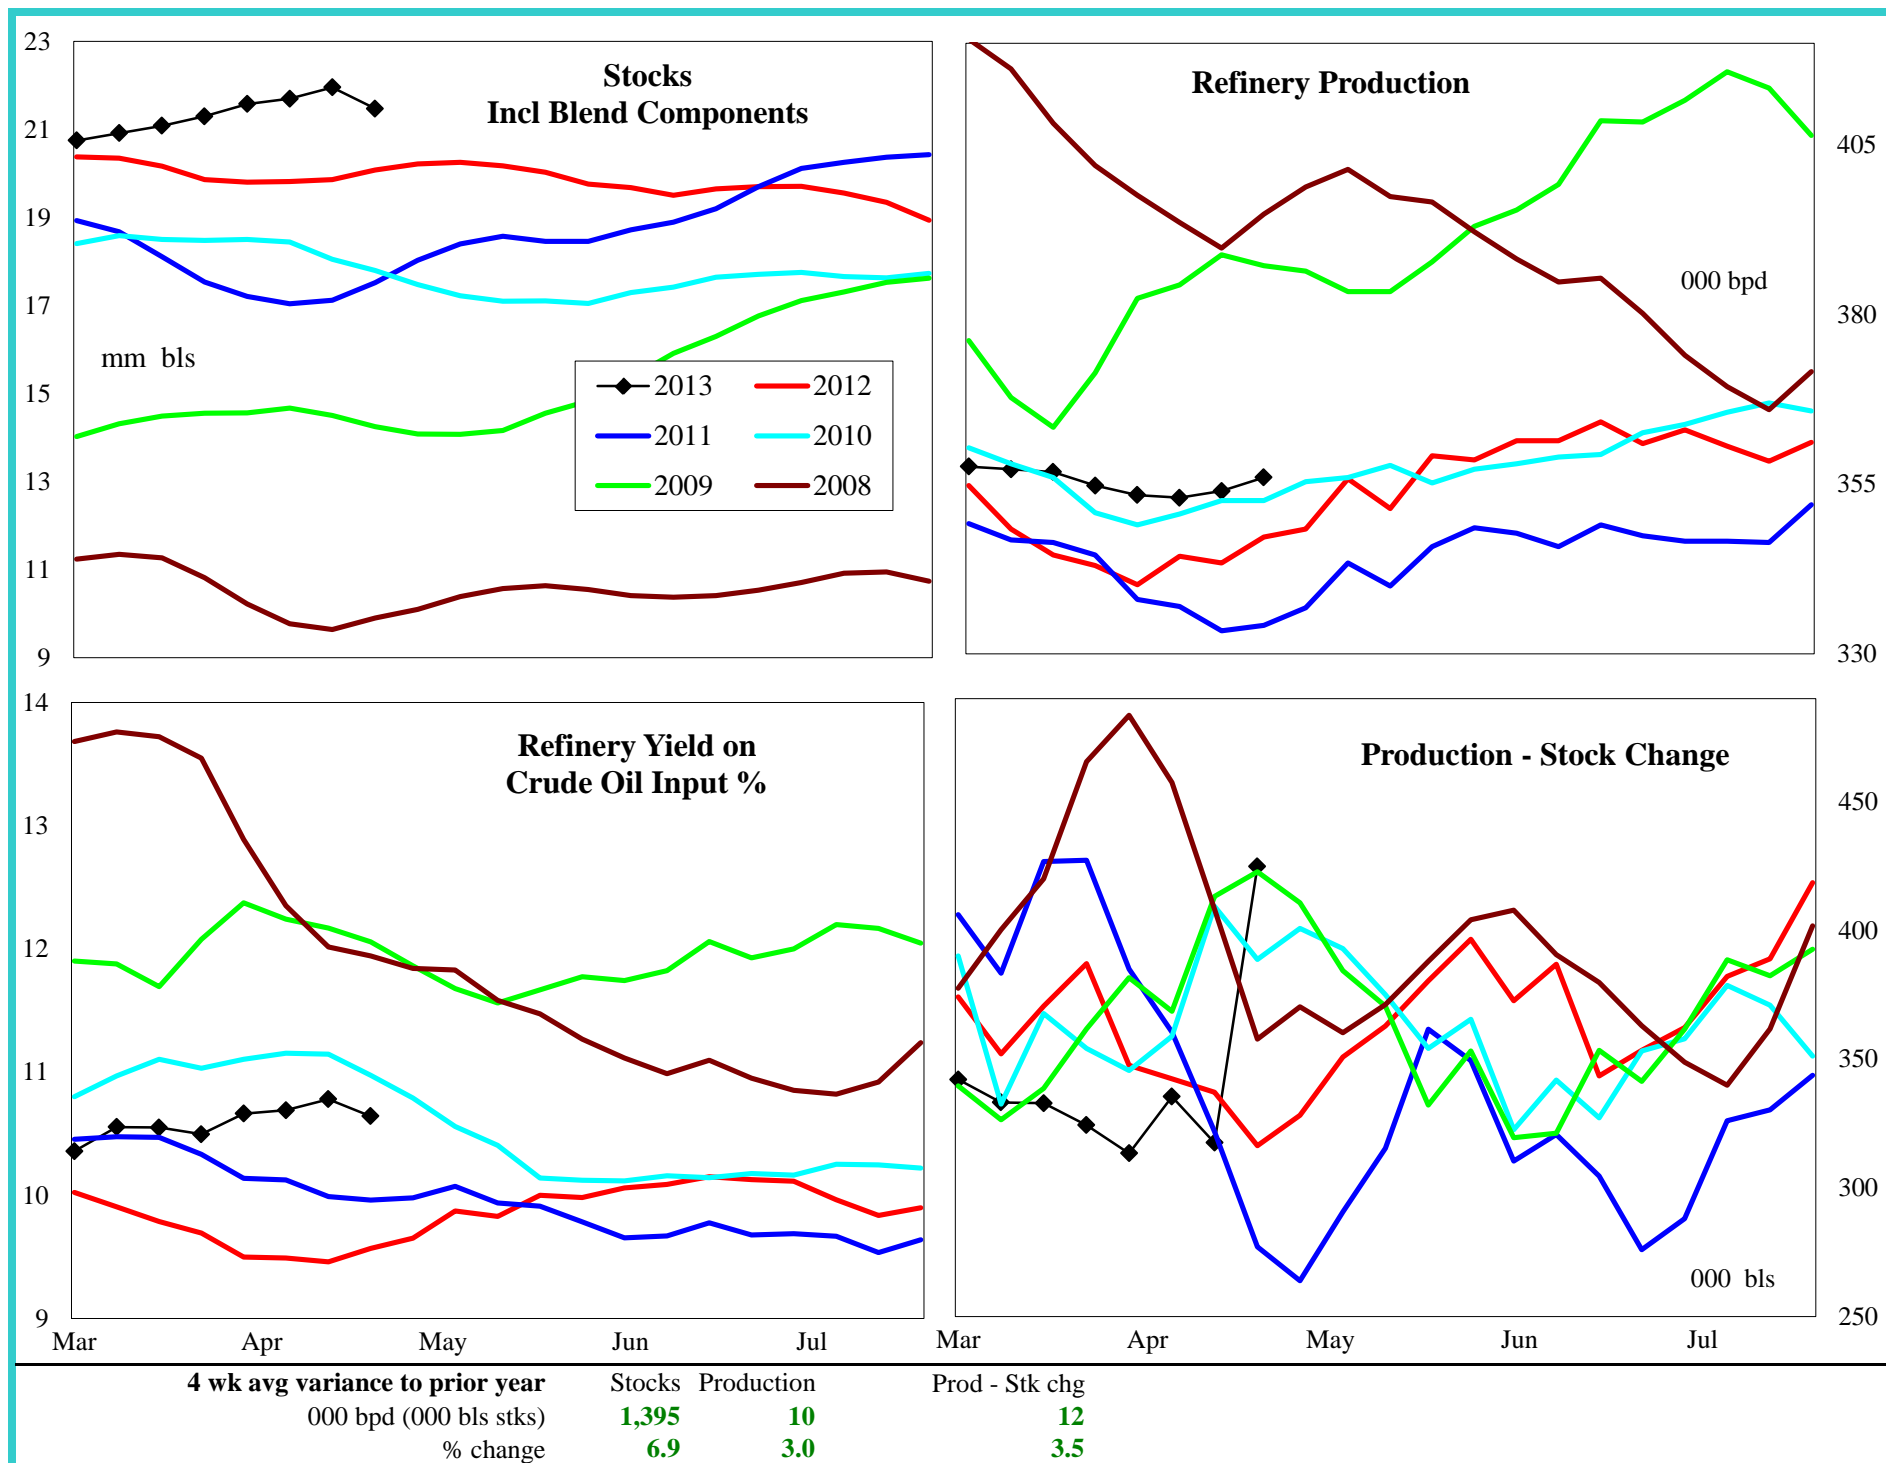 Stocks
Incl Blend Components
23
21
19
17
15
13
11
9
mm bls
2013 2012
2011 2010
2009 2008
Refinery Production
000 bpd
405
380
355
330
Refinery Yield on
Crude Oil Input %
14
13
12
11
10
9
Mar Apr May Jun Jul
Production - Stock Change
450
400
350
300
250
000 bls
Mar Apr May Jun Jul
4 wk avg variance to prior year Stocks Production Prod - Stk chg
000 bpd (000 bls stks) 1,395 10 12
% change 6.9 3.0 3.5